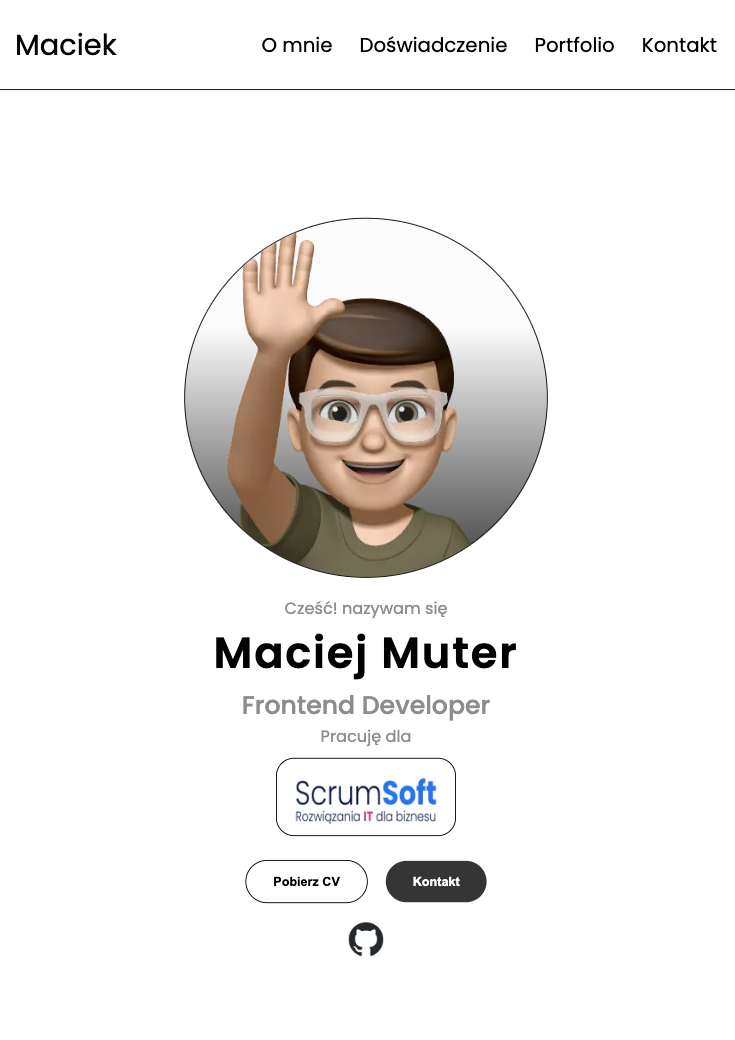 Maciek
O mnie Doświadczenie Portfolio Kontakt
Cześć! nazywam się
Maciej Muter
Frontend Developer
Pracuję dla
ScrumSoft
Rozwiązania IT dla biznesu
Pobierz CV
Kontakt